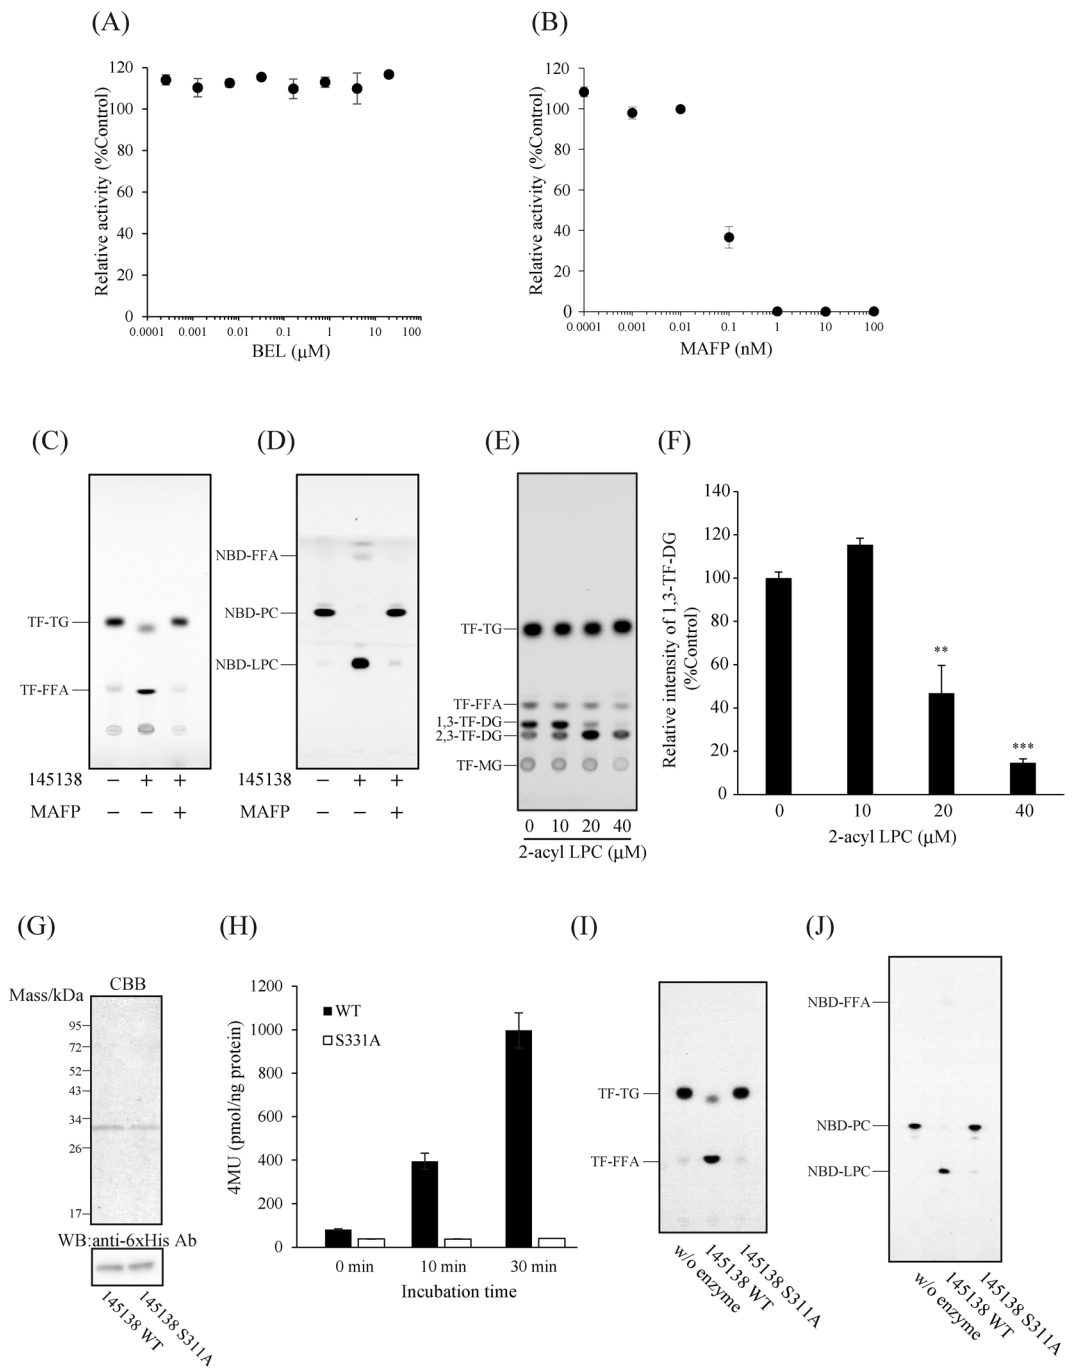 (A)
120
100
80
60
40
20
0
Relative activity (%Control)
0.0001 0.001 0.01 0.1 1 10 100
BEL (μM)
(B)
120
100
80
60
40
20
0
Relative activity (%Control)
0.0001 0.001 0.01 0.1 1 10 100
MAFP (nM)
(C)
TF-TG
TF-FFA
145138 − + +
MAFP − − +
(D)
NBD-FFA
NBD-PC
NBD-LPC
− + +
− − +
(E)
TF-TG
TF-FFA
1,3-TF-DG
2,3-TF-DG
TF-MG
0 10 20 40
2-acyl LPC (μM)
(F)
Relative intensity of 1,3-TF-DG
(%Control)
140
120
100
80
60
40
20
0
**
***
0 10 20 40
2-acyl LPC (μM)
(G)
CBB
Mass/kDa
95
72
52
43
34
26
17
WB:anti-6xHis Ab
145138 WT
145138 S311A
(H)
4MU (pmol/ng protein)
1200
1000
800
600
400
200
0
WT
S331A
0 min 10 min 30 min
Incubation time
(I)
TF-TG
TF-FFA
w/o enzyme
145138 WT
145138 S311A
(J)
NBD-FFA
NBD-PC
NBD-LPC
w/o enzyme
145138 WT
145138 S311A